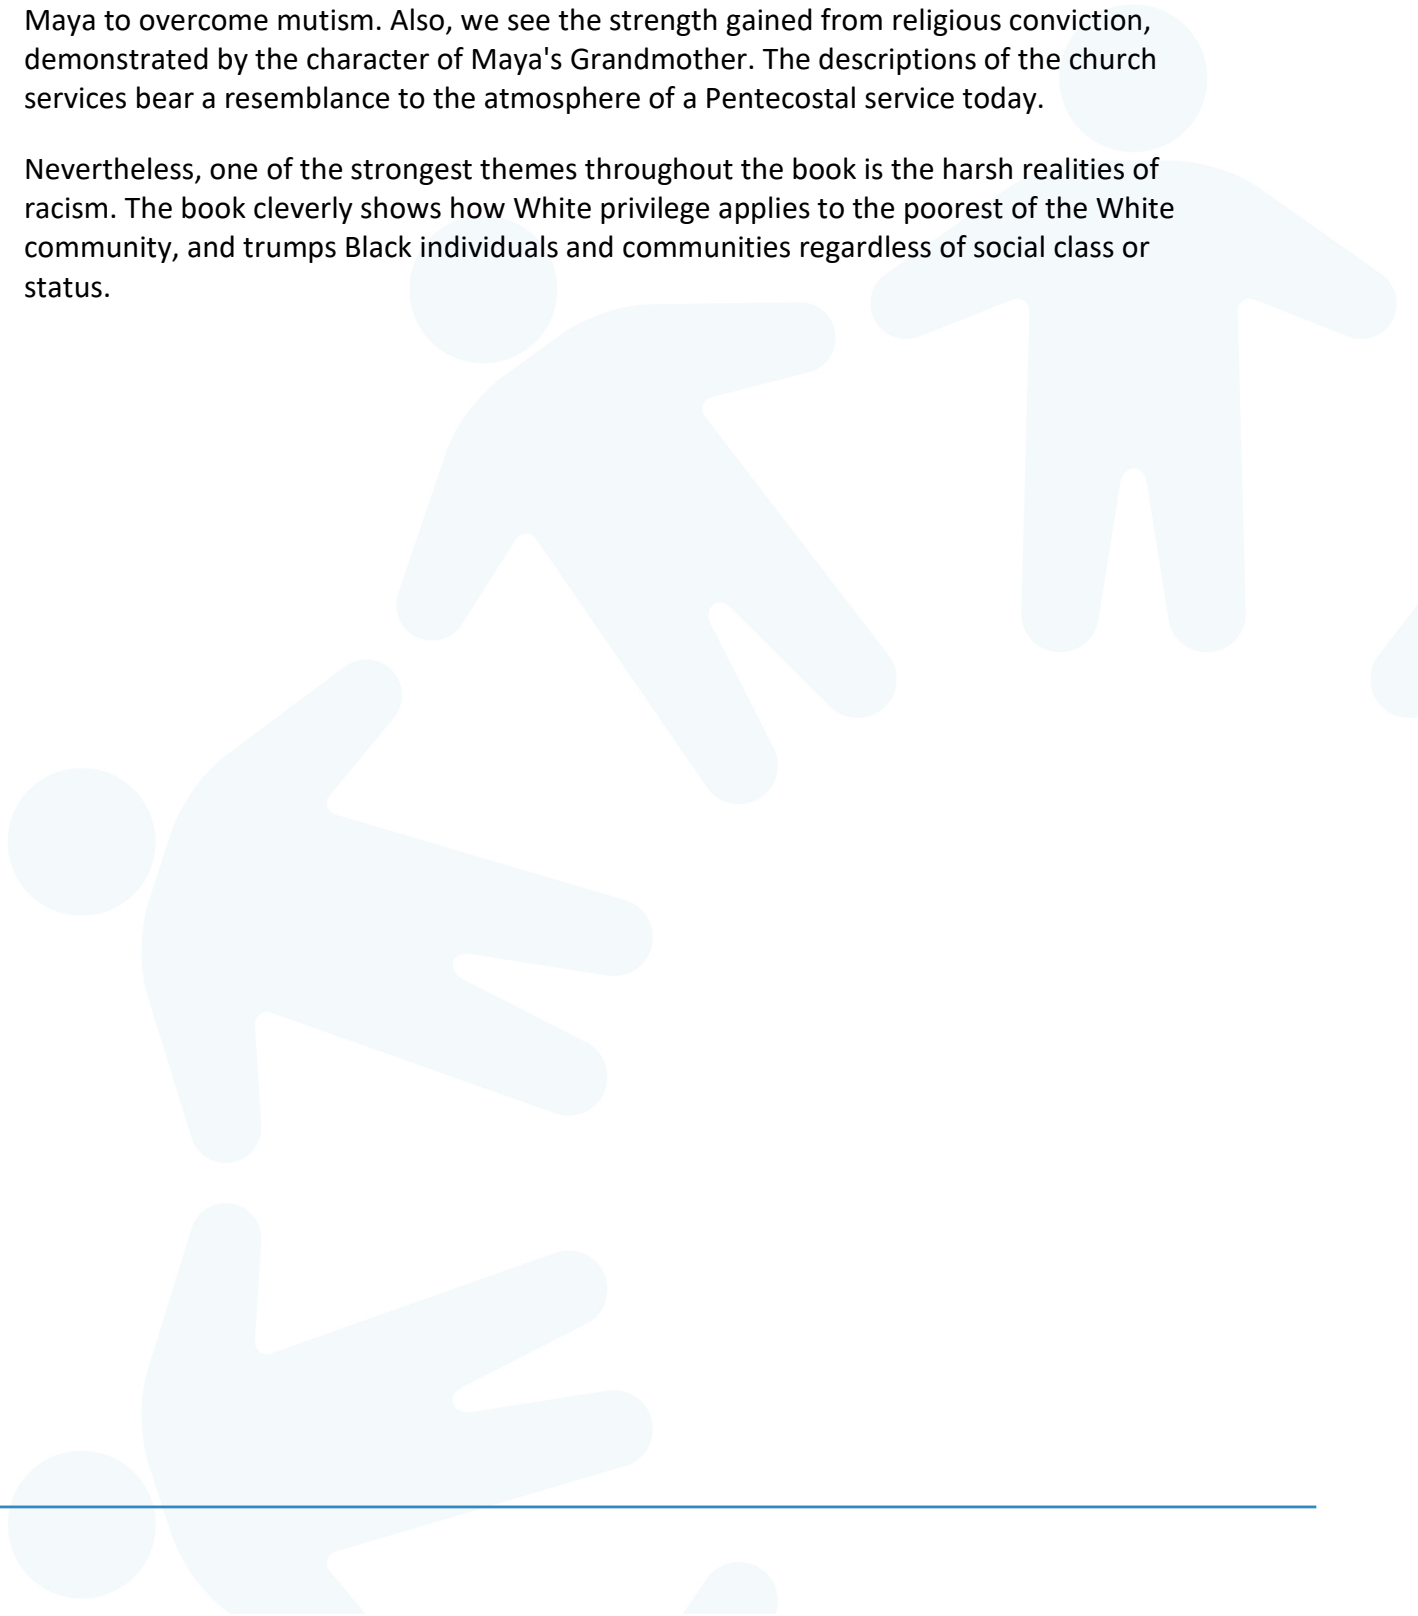 Maya to overcome mutism. Also, we see the strength gained from religious conviction,
demonstrated by the character of Maya's Grandmother. The descriptions of the church
services bear a resemblance to the atmosphere of a Pentecostal service today.
Nevertheless, one of the strongest themes throughout the book is the harsh realities of
racism. The book cleverly shows how White privilege applies to the poorest of the White
community, and trumps Black individuals and communities regardless of social class or
status.